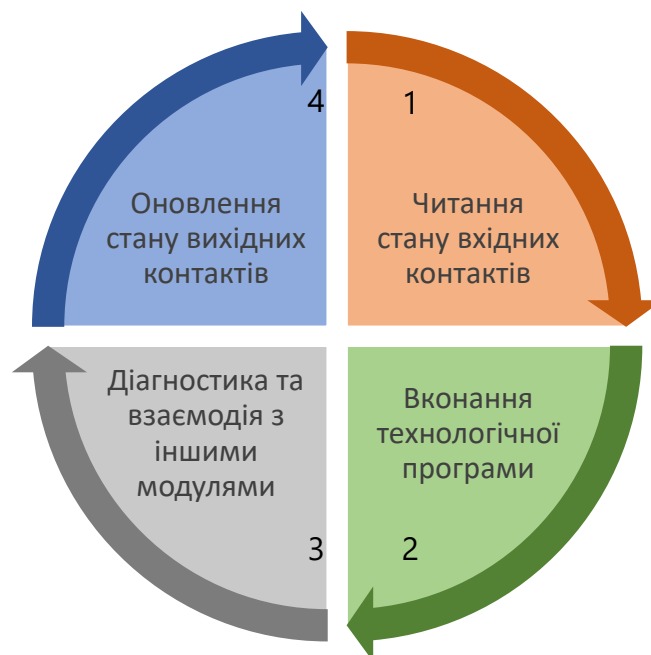 1
Читання
стану вхідних
контактів
Вконання
технологічної
програми
2
Діагностика та
взаємодія з
іншими
модулями
3
4
Оновлення
стану вихідних
контактів